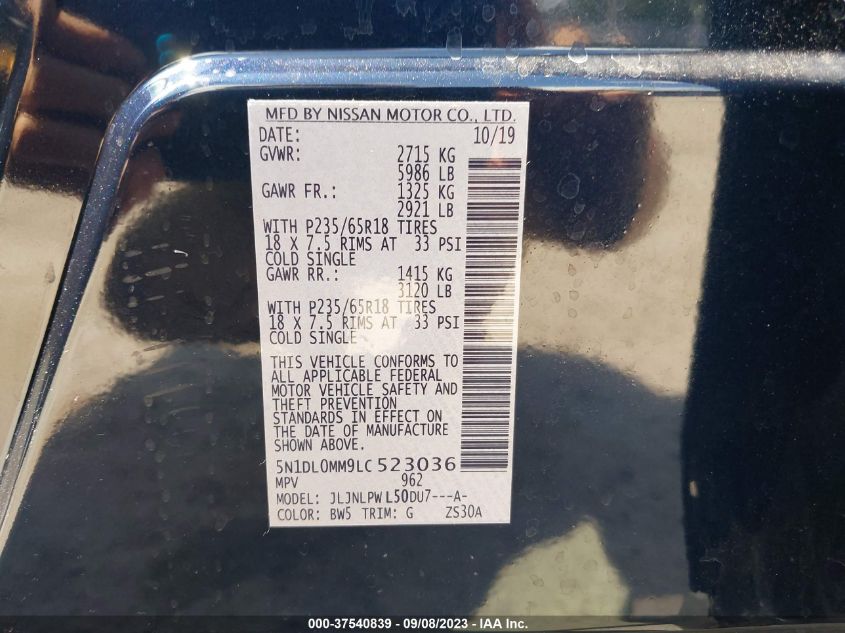 MFD BY NISSAN MOTOR CO., LTD.
DATE: 10/19
GVWR: 2715 KG
5986 LB
GAWR FR.: 1325 KG
2921 LB
WITH P235/65R18 TIRES
18 X 7.5 RIMS AT 33 PSI
COLD SINGLE
GAWR RR.: 1415 KG
3120 LB
WITH P235/65R18 TIRES
18 X 7.5 RIMS AT 33 PSI
COLD SINGLE
THIS VEHICLE CONFORMS TO
ALL APPLICABLE FEDERAL
MOTOR VEHICLE SAFETY AND
THEFT PREVENTION
STANDARDS IN EFFECT ON
THE DATE OF MANUFACTURE
SHOWN ABOVE.
5N1DL0MM9LC523036
MPV 962
MODEL: JLJNLPWL50DU7---A-
COLOR: BW5 TRIM: G ZS30A
000-37540839 - 09/08/2023 - IAA Inc.